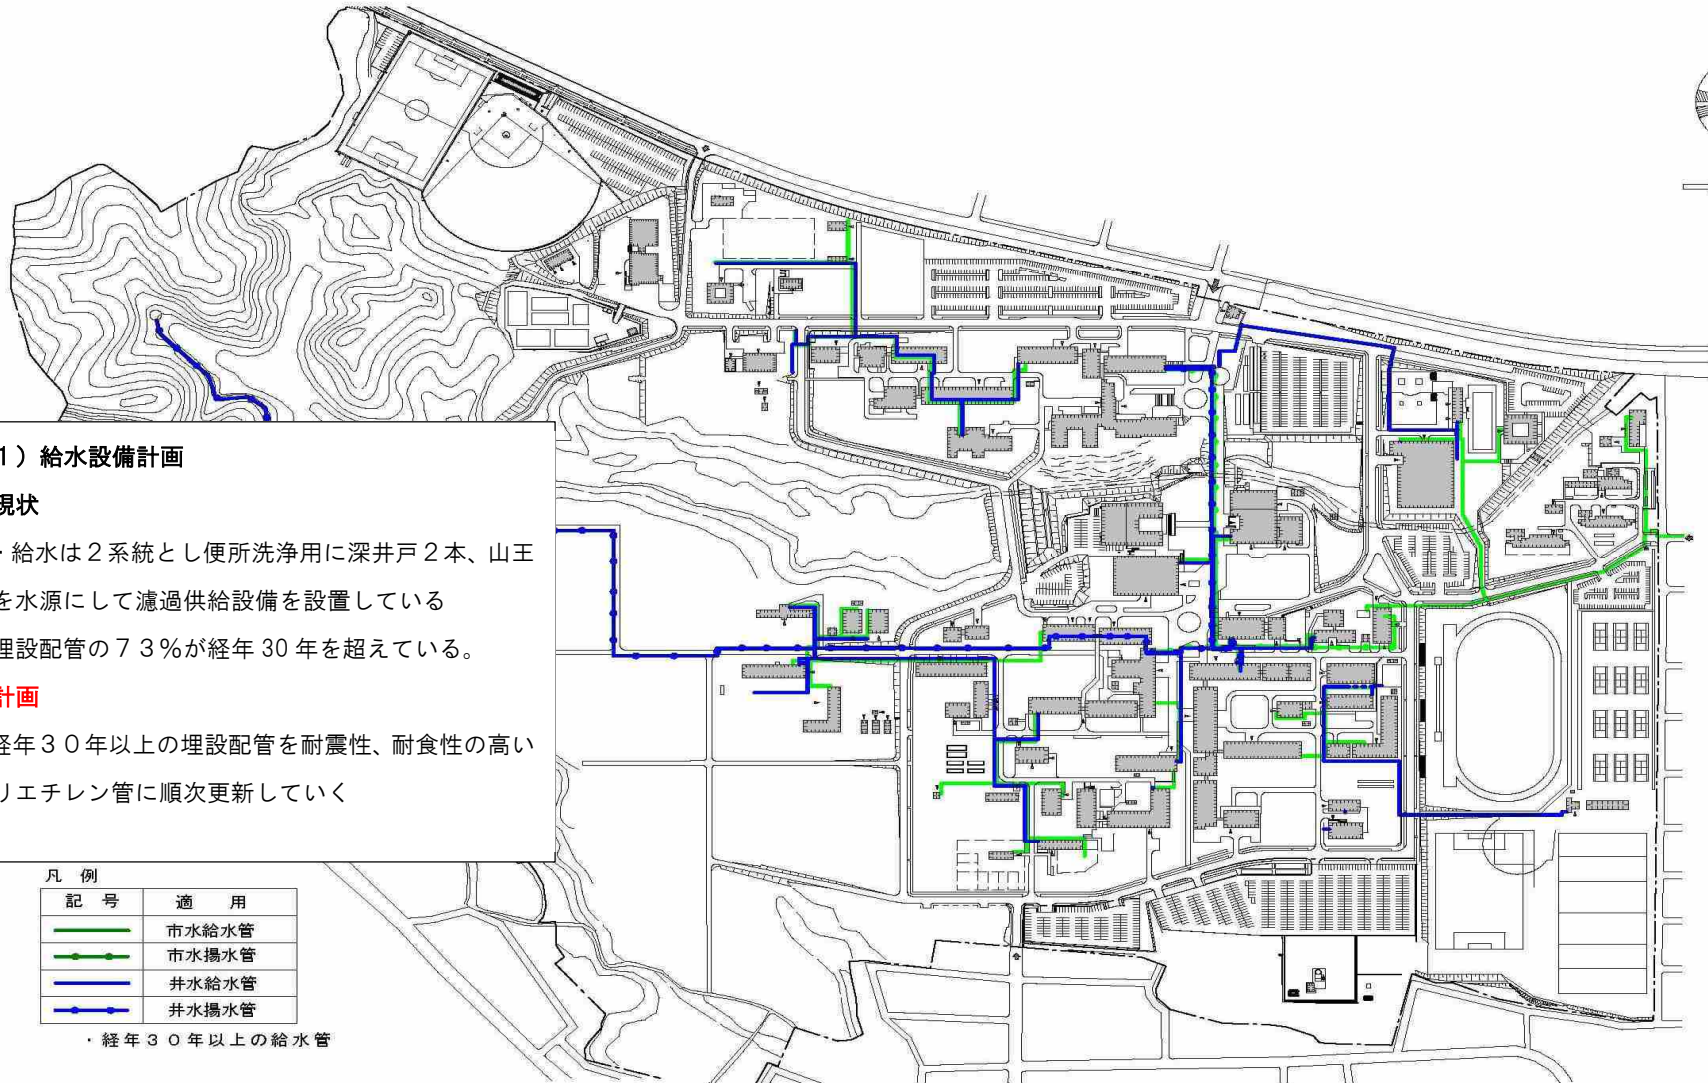 1）給水設備計画
現状
・給水は２系統とし便所洗浄用に深井戸２本、山王
を水源にして濾過供給設備を設置している
埋設配管の７３％が経年 30 年を超えている。
計画
経年３０年以上の埋設配管を耐震性、耐食性の高い
リエチレン管に順次更新していく
凡 例
記 号 適 用
市水給水管
市水揚水管
井水給水管
井水揚水管
・経年３０年以上の給水管